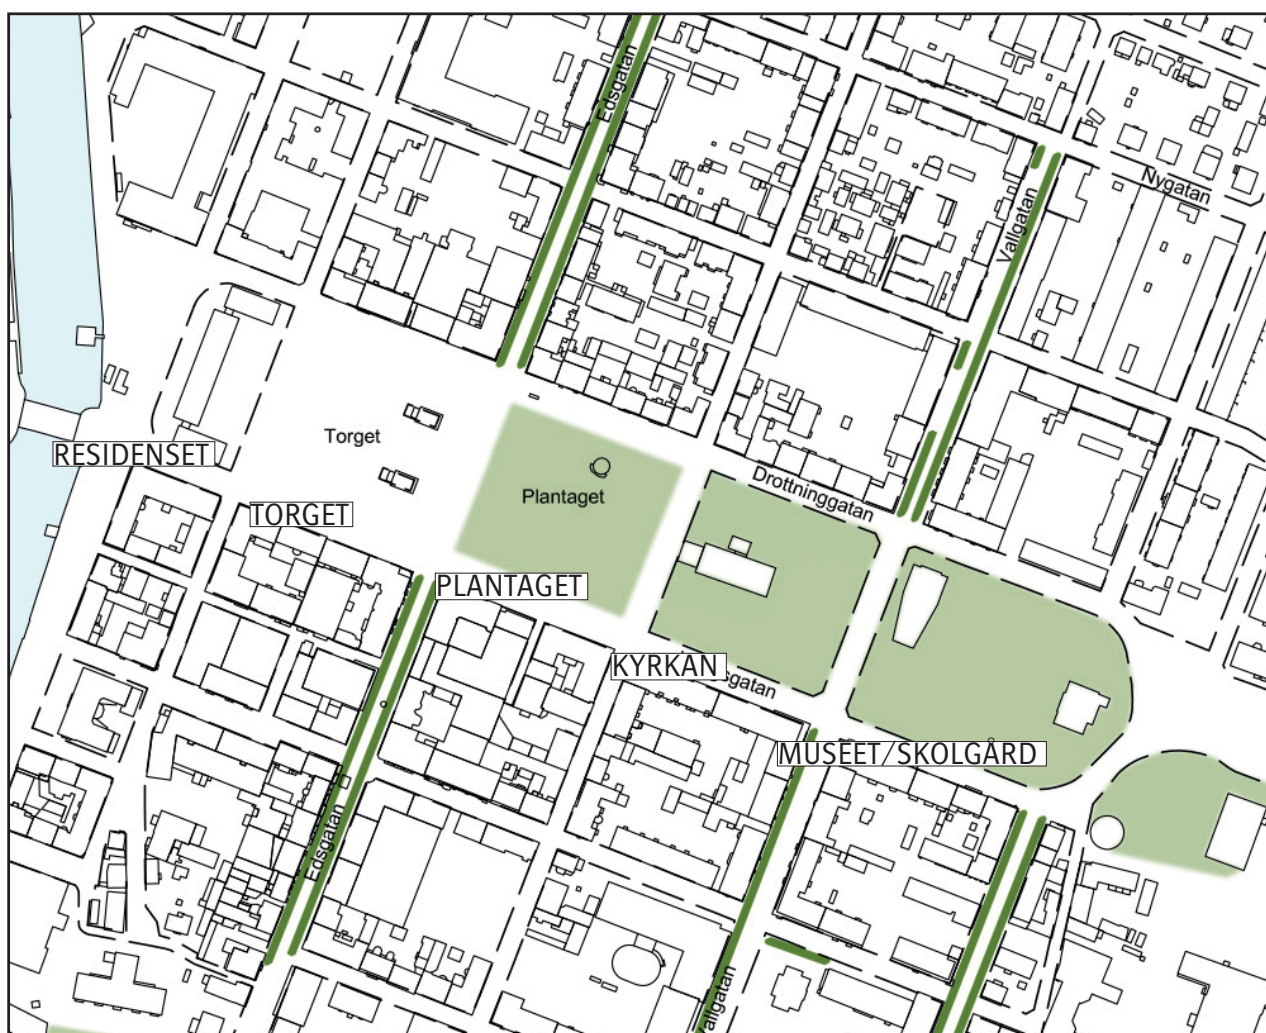 Edsgatan
Nygatan
Vallgatan
Torget
RESIDENSET
Plantaget
Drottninggatan
TORGET
PLANTAGET
KYRKAN
gatan
MUSEET/SKOLGÅRD
Edsgatan
Vallgatan